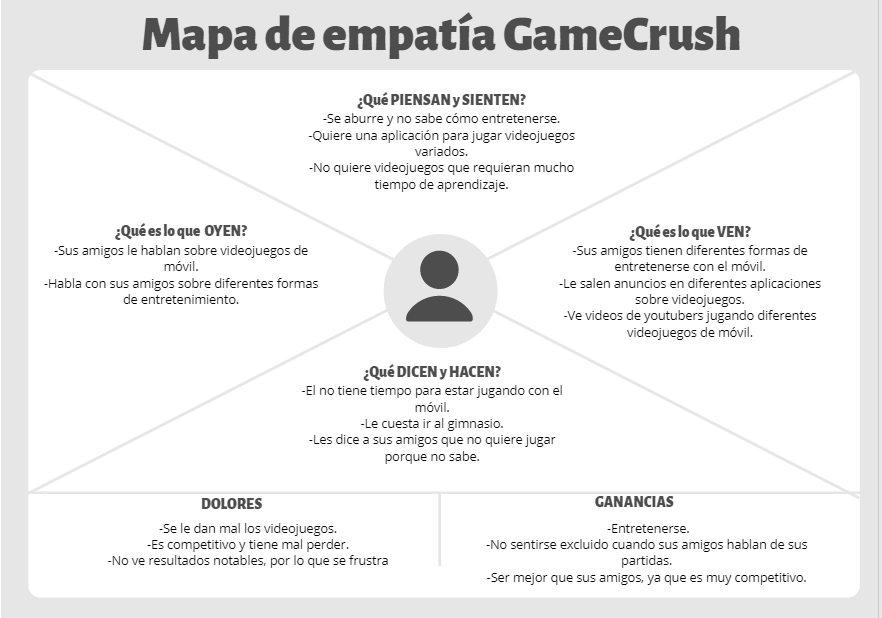 Mapa de empatía GameCrush
¿Qué PIENSAN y SIENTEN?
-Se aburre y no sabe cómo entretenerse.
-Quiere una aplicación para jugar videojuegos
variados.
-No quiere videojuegos que requieran mucho
tiempo de aprendizaje.
¿Qué es lo que OYEN?
-Sus amigos le hablan sobre videojuegos de
móvil.
-Habla con sus amigos sobre diferentes formas
de entretenimiento.
¿Qué es lo que VEN?
-Sus amigos tienen diferentes formas de
entretenerse con el móvil.
-Le salen anuncios en diferentes aplicaciones
sobre videojuegos.
-Ve videos de youtubers jugando diferentes
videojuegos de móvil.
¿Qué DICEN y HACEN?
-El no tiene tiempo para estar jugando con el
móvil.
-Le cuesta ir al gimnasio.
-Les dice a sus amigos que no quiere jugar
porque no sabe.
DOLORES
-Se le dan mal los videojuegos.
-Es competitivo y tiene mal perder.
-No ve resultados notables, por lo que se frustra
GANANCIAS
-Entretenerse.
-No sentirse excluido cuando sus amigos hablan de sus
partidas.
-Ser mejor que sus amigos, ya que es muy competitivo.